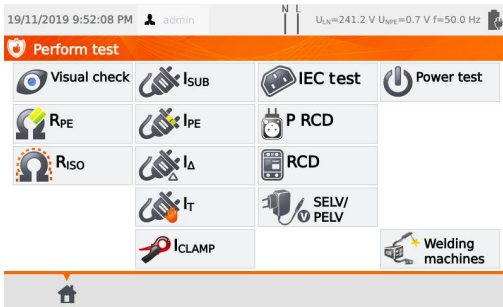 19/11/2019 9:52:08 PM admin N L ULN=241.2 V UNPE=0.7 V f=50.0 Hz
Perform test
Visual check ISUB IEC test Power test
RPE IPE P RCD
RISO IΔ RCD
IT SELV/
PELV
ICLAMP Welding
machines